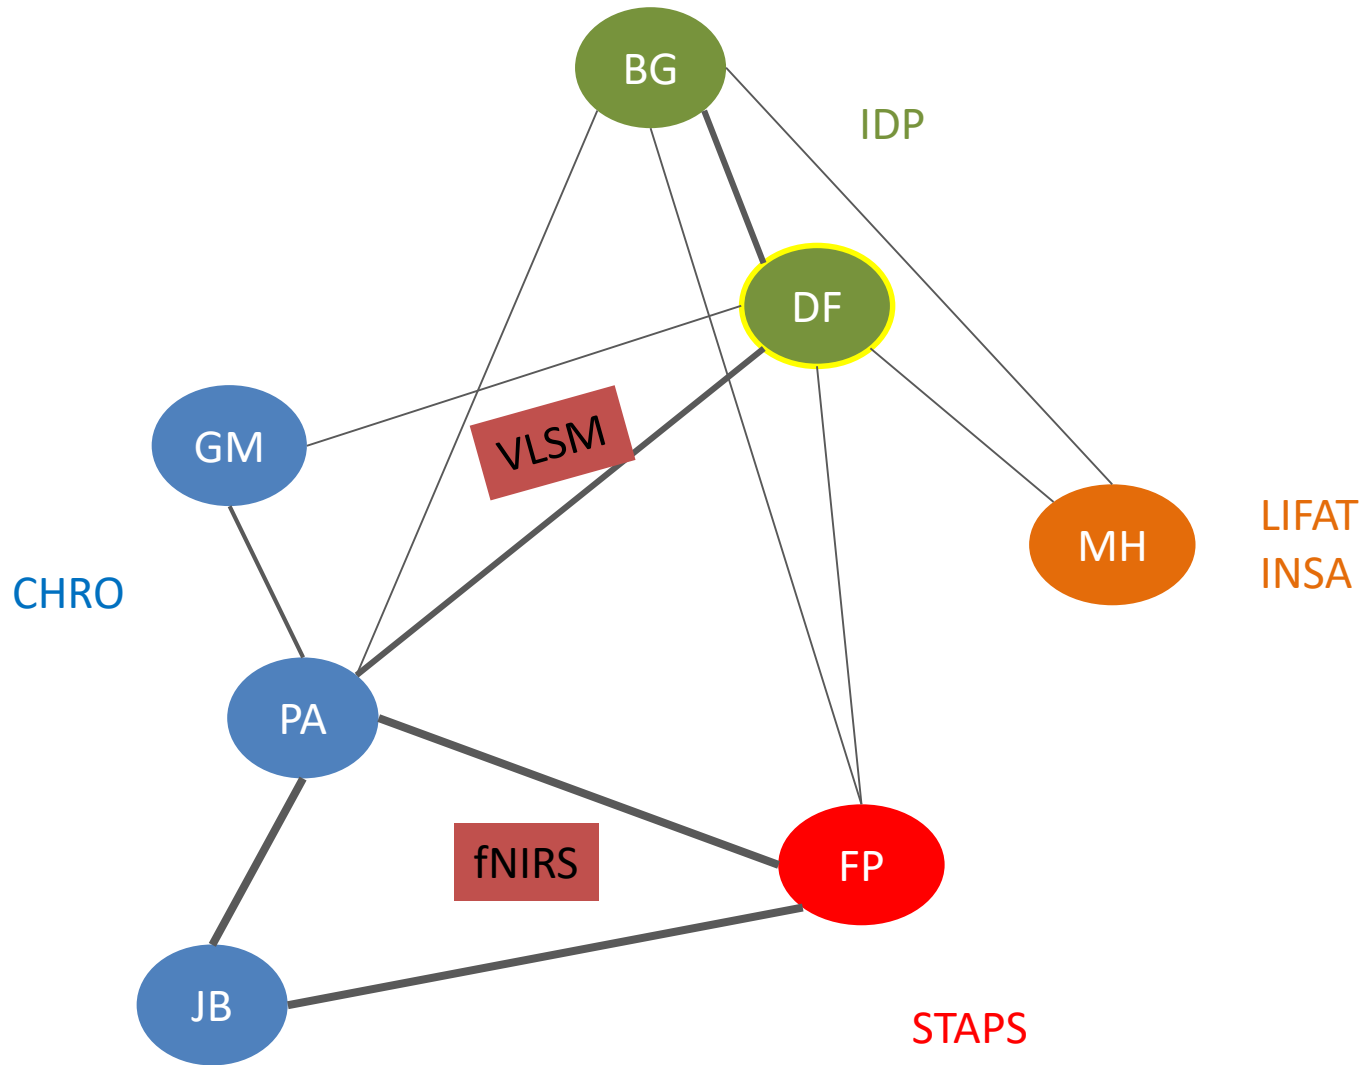 BG
IDP
DF
GM
VLSM
MH
LIFAT
INSA
CHRO
PA
fNIRS
FP
JB
STAPS